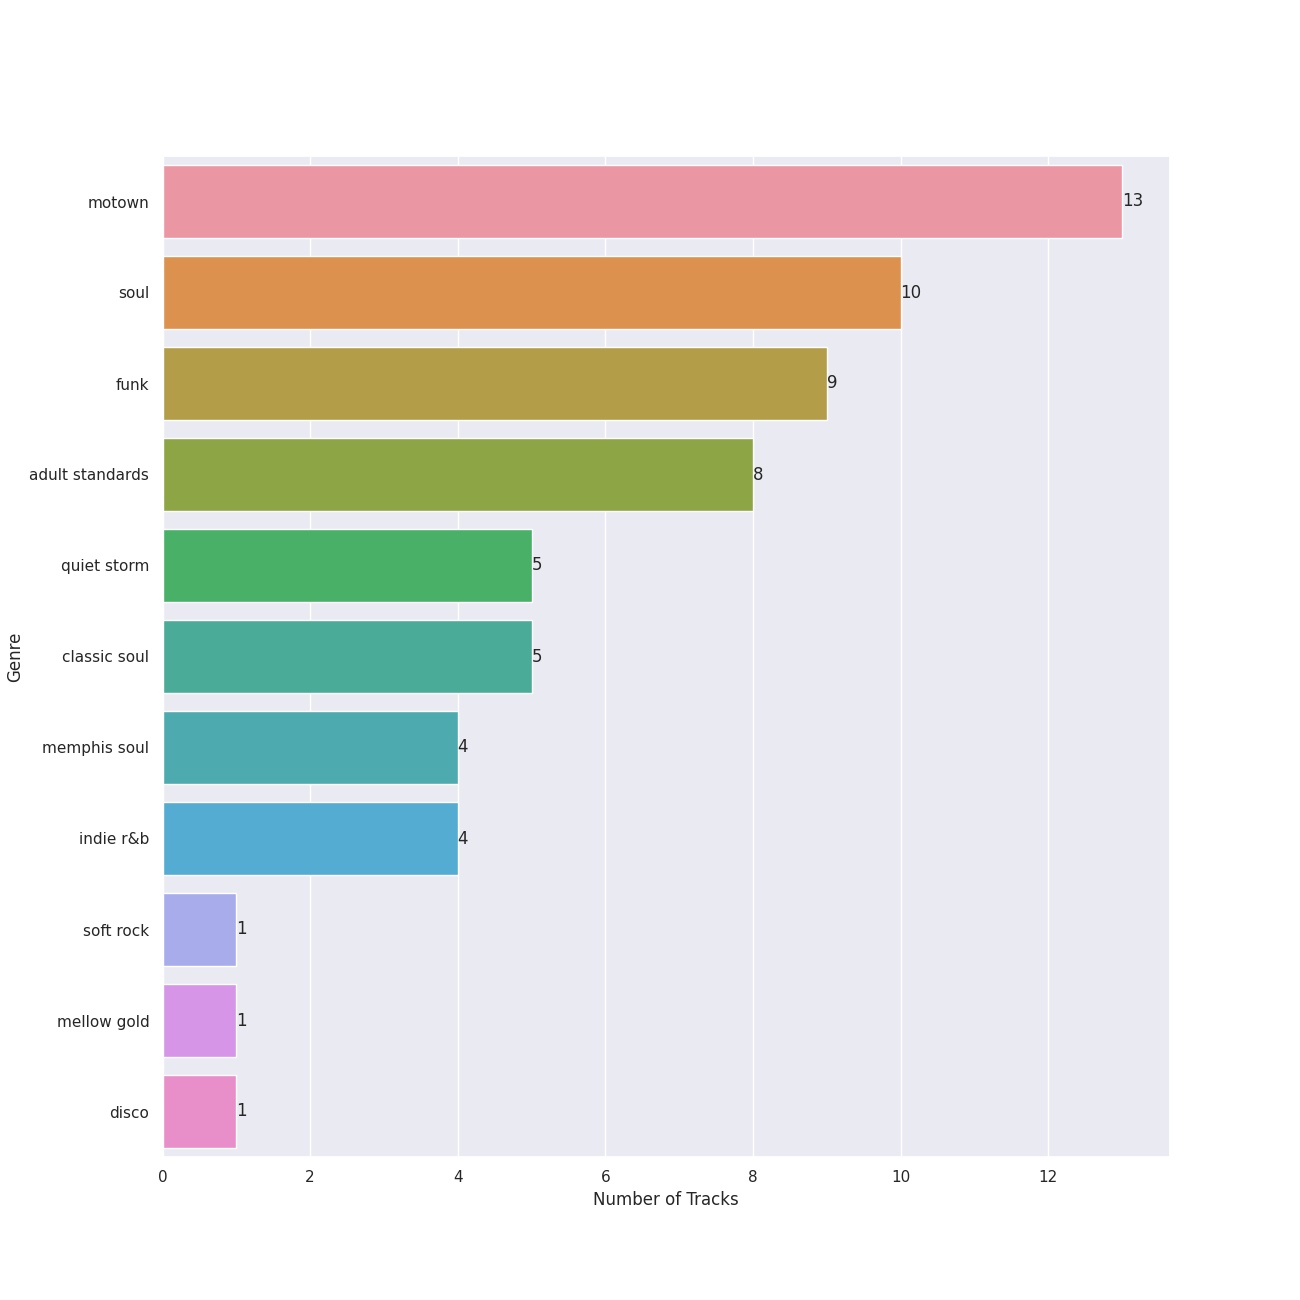 motown 13
soul 10
funk 9
adult standards 8
quiet storm 5
Genre
classic soul 5
memphis soul 4
indie r&b 4
soft rock 1
mellow gold 1
disco 1
0 2 4 6 8 10 12
Number of Tracks